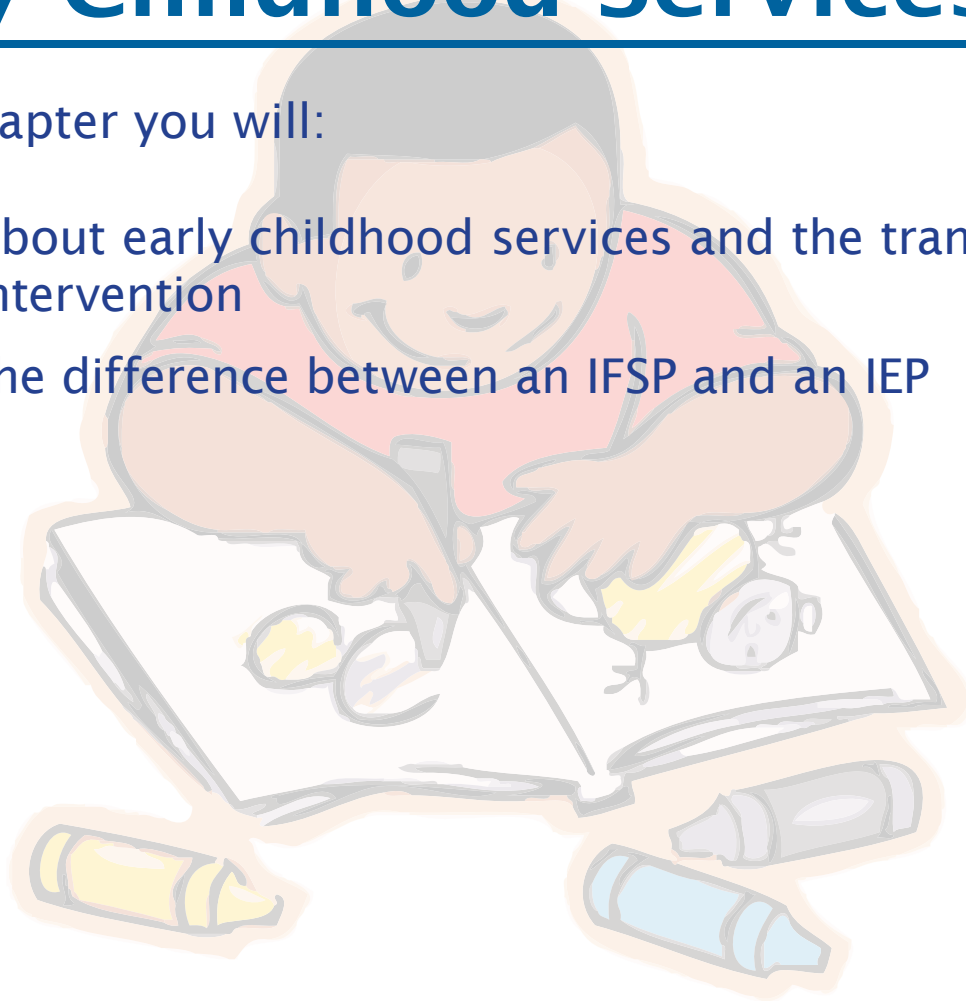 y Childhood Services
apter you will:
bout early childhood services and the tran
ntervention
he difference between an IFSP and an IEP